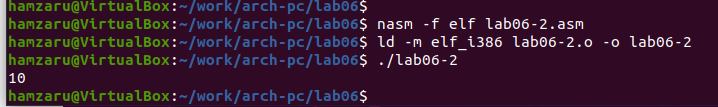 hamzaru@VirtualBox:~/work/arch-pc/lab06$
hamzaru@VirtualBox:~/work/arch-pc/lab06$ nasm -f elf lab06-2.asm
hamzaru@VirtualBox:~/work/arch-pc/lab06$ ld -m elf_i386 lab06-2.o -o lab06-2
hamzaru@VirtualBox:~/work/arch-pc/lab06$ ./lab06-2
10
hamzaru@VirtualBox:~/work/arch-pc/lab06$